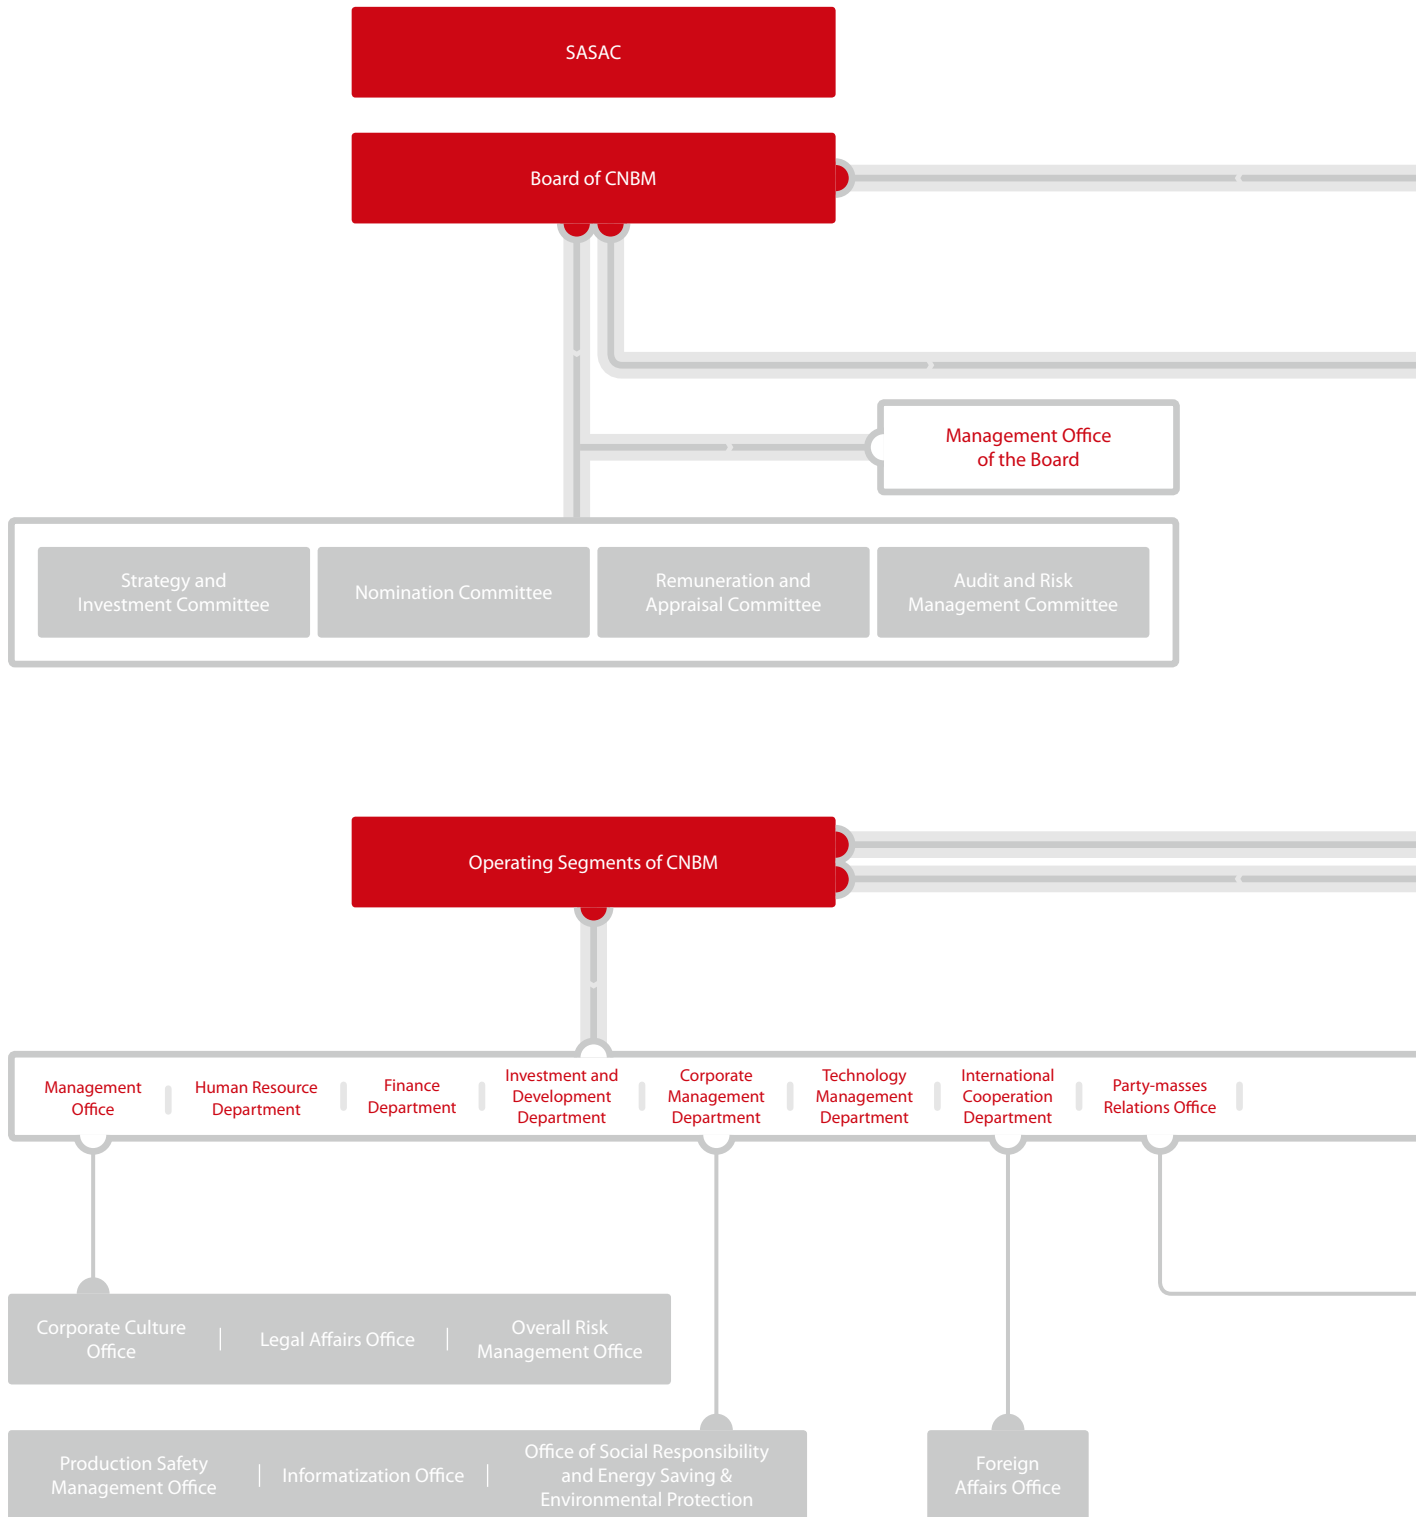 SASAC
Board of CNBM
Management Office
of the Board
Strategy and
Investment Committee
Nomination Committee
Remuneration and
Appraisal Committee
Audit and Risk
Management Committee
Operating Segments of CNBM
Management
Office
Human Resource
Department
Finance
Department
Investment and
Development
Department
Corporate
Management
Department
Technology
Management
Department
International
Cooperation
Department
Party-masses
Relations Office
Corporate Culture
Office
Legal Affairs Office
Overall Risk
Management Office
Production Safety
Management Office
Informatization Office
Office of Social Responsibility
and Energy Saving &
Environmental Protection
Foreign
Affairs Office